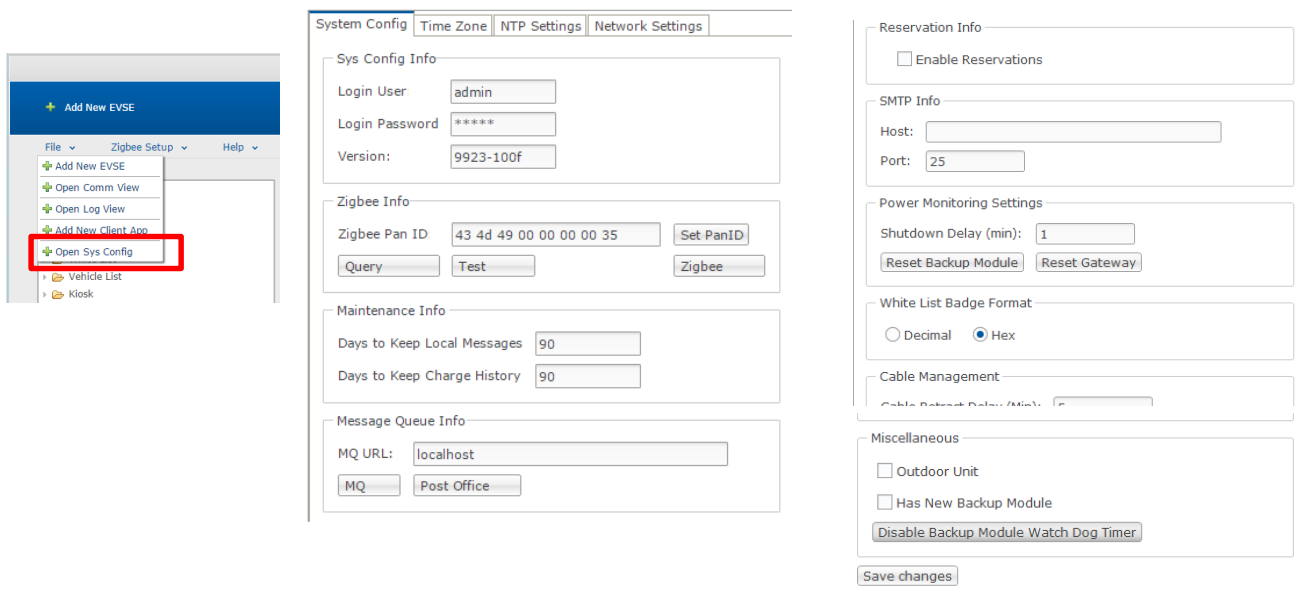 Add New EVSE
File Zigbee Setup Help
Add New EVSE
Open Comm View
Open Log View
Add New Client App
Open Sys Config
Vehicle List
Kiosk
System Config Time Zone NTP Settings Network Settings
Sys Config Info
Login User admin
Login Password *****
Version: 9923-100f
Zigbee Info
Zigbee Pan ID 43 4d 49 00 00 00 00 35 Set PanID
Query Test Zigbee
Maintenance Info
Days to Keep Local Messages 90
Days to Keep Charge History 90
Message Queue Info
MQ URL: localhost
MQ Post Office
Reservation Info
Enable Reservations
SMTP Info
Host:
Port: 25
Power Monitoring Settings
Shutdown Delay (min): 1
Reset Backup Module Reset Gateway
White List Badge Format
Decimal Hex
Cable Management
Cable Retract Delay (Min):
Miscellaneous
Outdoor Unit
Has New Backup Module
Disable Backup Module Watch Dog Timer
Save changes